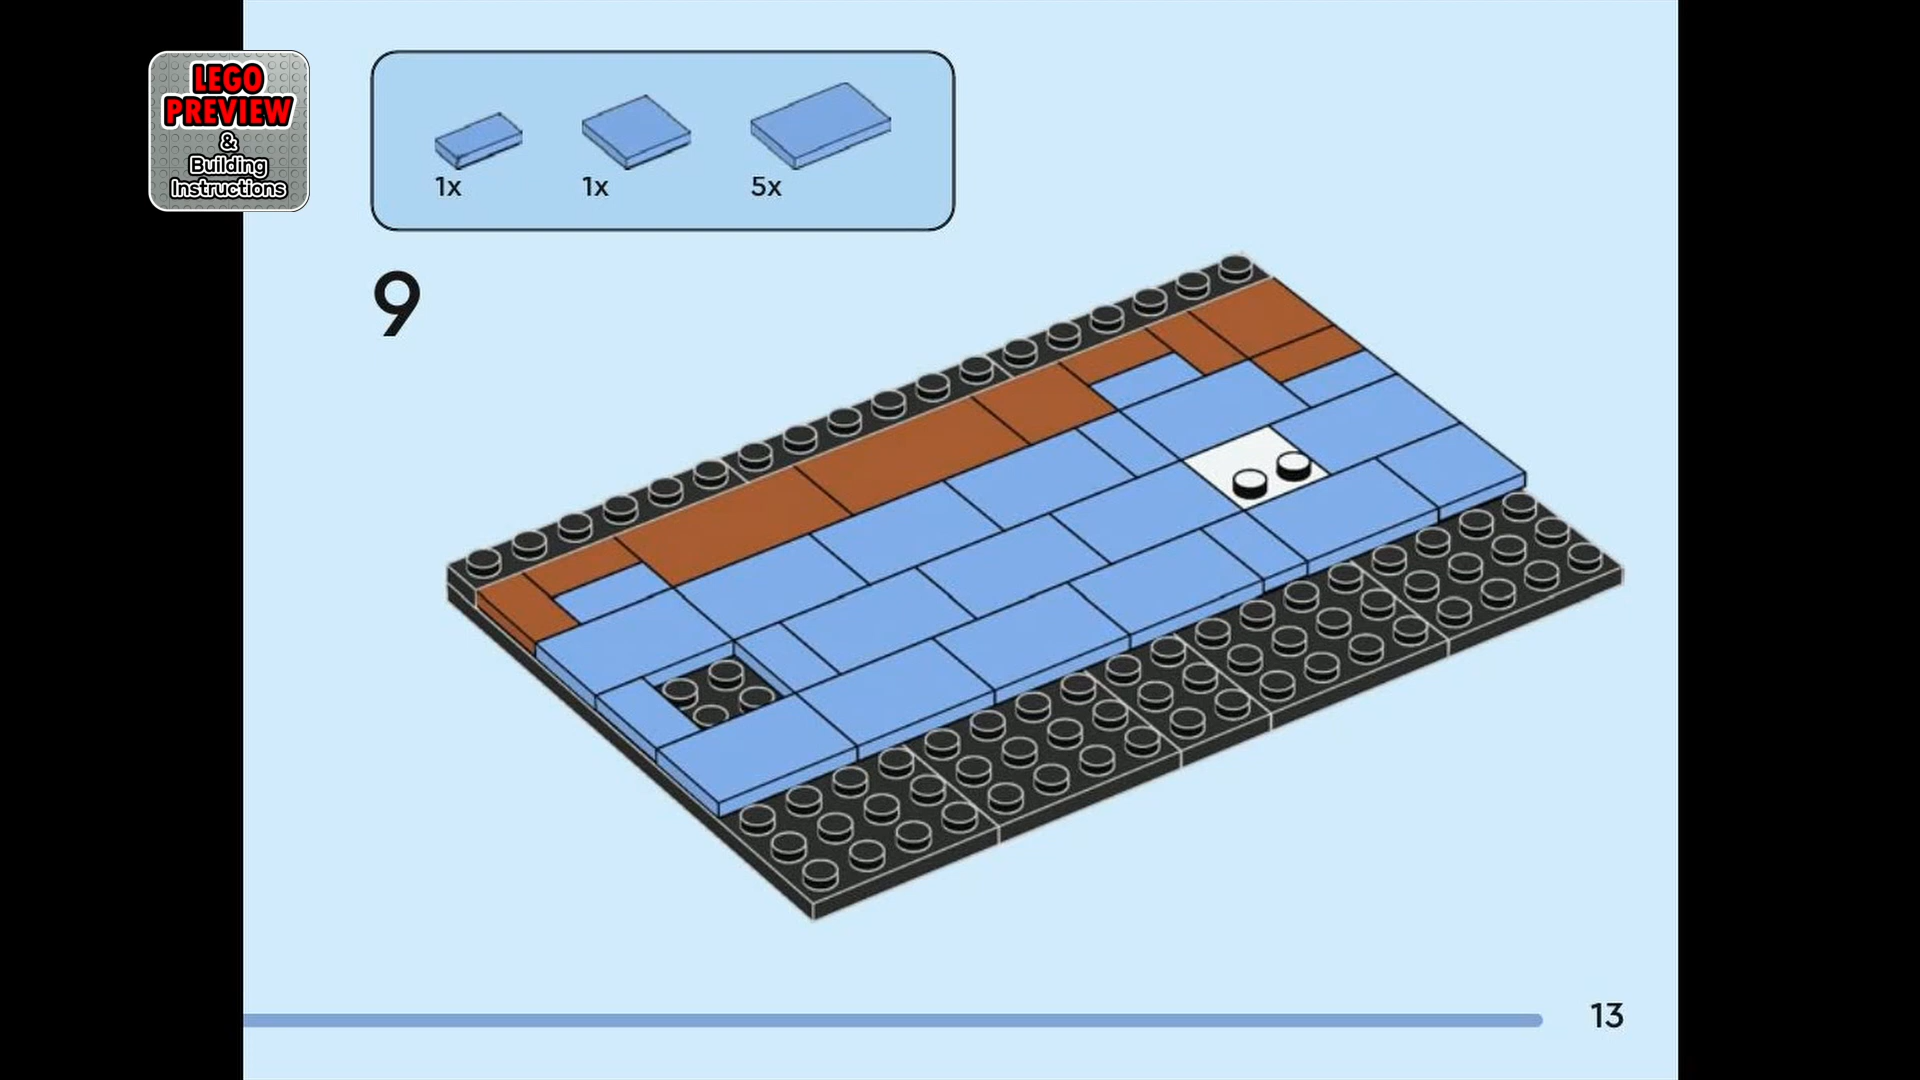 LEGO
PREVIEW
&
Building
Instructions
1x 1x 5x
9
13